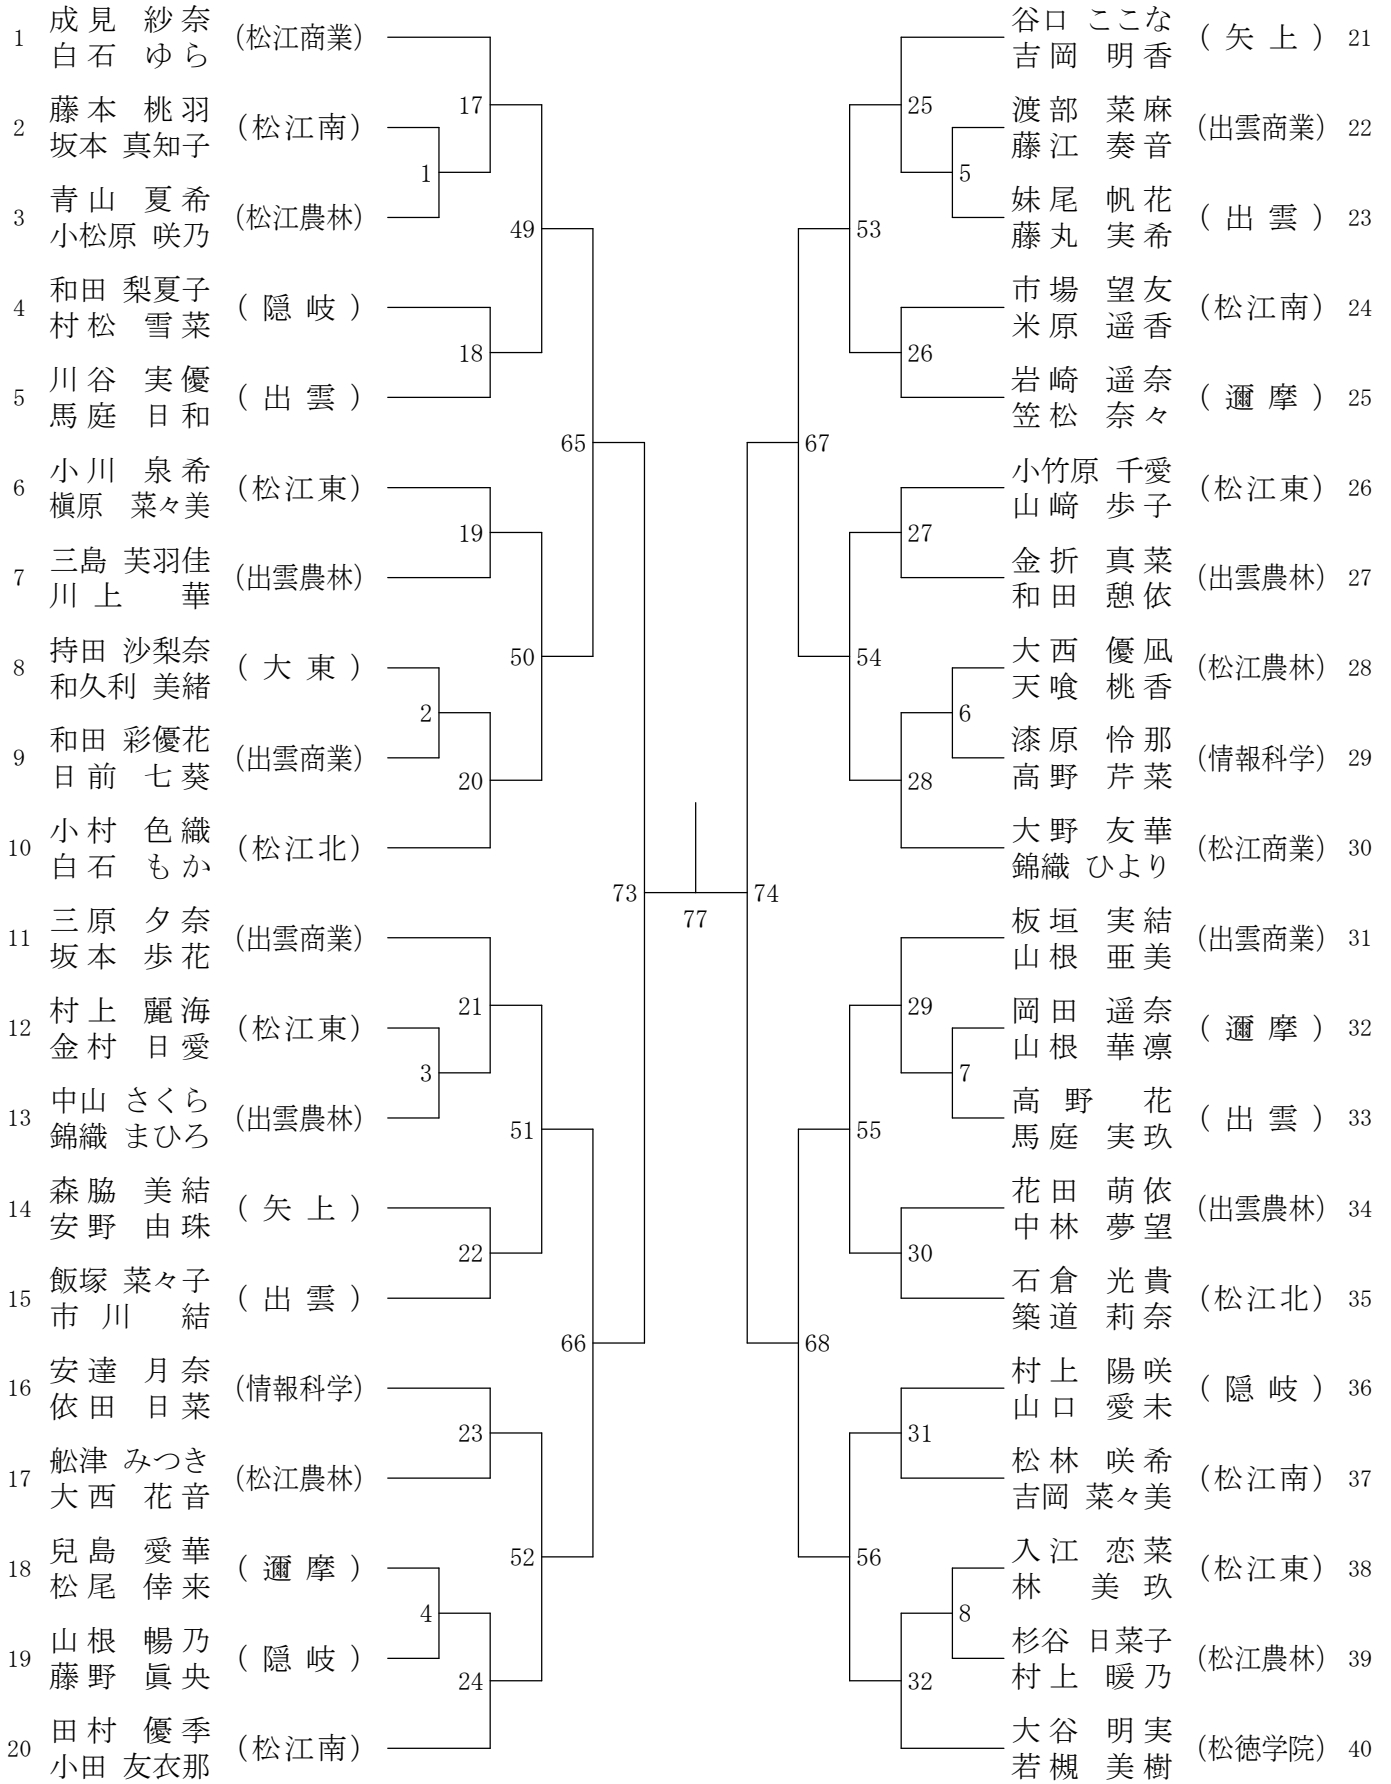 1 成見 紗奈 (松江商業)
白石 ゆら
2 藤本 桃羽 (松江南)
坂本 真知子
3 青山 夏希 (松江農林)
小松原 咲乃
4 和田 梨夏子 (隠岐)
村松 雪菜
5 川谷 実優 (出雲)
馬庭 日和
6 小川 泉希 (松江東)
槇原 菜々美
7 三島 芙羽佳 (出雲農林)
川上 華
8 持田 沙梨奈 (大東)
和久利 美緒
9 和田 彩優花 (出雲商業)
日前 七葵
10 小村 色織 (松江北)
白石 もか
11 三原 夕奈 (出雲商業)
坂本 歩花
12 村上 麗海 (松江東)
金村 日愛
13 中山 さくら (出雲農林)
錦織 まひろ
14 森脇 美結 (矢上)
安野 由珠
15 飯塚 菜々子 (出雲)
市川 結
16 安達 月奈 (情報科学)
依田 日菜
17 舩津 みつき (松江農林)
大西 花音
18 兒島 愛華 (邇摩)
松尾 倖来
19 山根 暢乃 (隠岐)
藤野 眞央
20 田村 優季 (松江南)
小田 友衣那
17
1
49
18
65
19
50
2
20
73
21
3
51
22
66
23
52
4
24
77
25
5
53
26
67
27
54
6
28
74
29
7
55
30
68
31
56
8
32
谷口 ここな (矢上) 21
吉岡 明香
渡部 菜麻 (出雲商業) 22
藤江 奏音
妹尾 帆花 (出雲) 23
藤丸 実希
市場 望友 (松江南) 24
米原 遥香
岩崎 遥奈 (邇摩) 25
笠松 奈々
小竹原 千愛 (松江東) 26
山﨑 歩子
金折 真菜 (出雲農林) 27
和田 憩依
大西 優凪 (松江農林) 28
天喰 桃香
漆原 怜那 (情報科学) 29
高野 芹菜
大野 友華 (松江商業) 30
錦織 ひより
板垣 実結 (出雲商業) 31
山根 亜美
岡田 遥奈 (邇摩) 32
山根 華凛
高野 花 (出雲) 33
馬庭 実玖
花田 萌依 (出雲農林) 34
中林 夢望
石倉 光貴 (松江北) 35
築道 莉奈
村上 陽咲 (隠岐) 36
山口 愛未
松林 咲希 (松江南) 37
吉岡 菜々美
入江 恋菜 (松江東) 38
林 美玖
杉谷 日菜子 (松江農林) 39
村上 暖乃
大谷 明実 (松徳学院) 40
若槻 美樹